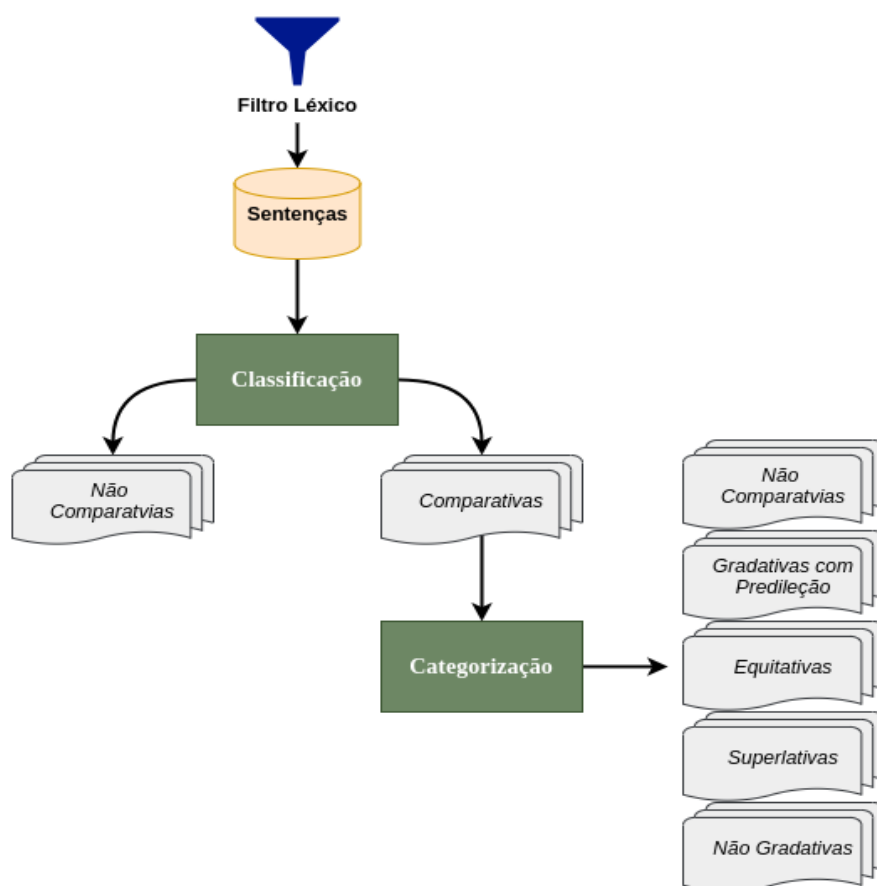 Filtro Léxico
Sentenças
Classificação
Não
Comparatvias
Comparativas
Categorização
Não
Comparatvias
Gradativas com
Predileção
Equitativas
Superlativas
Não Gradativas